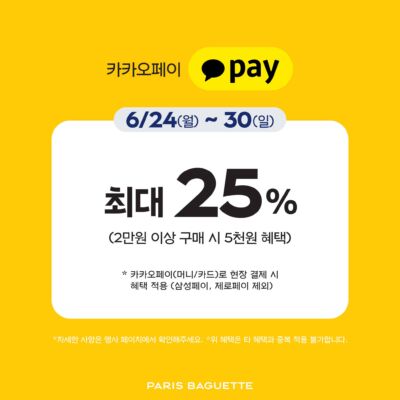 카카오페이 pay
6/24(월) ~ 30(일)
최대 25%
(2만원 이상 구매 시 5천원 혜택)
* 카카오페이(머니/카드)로 현장 결제 시
혜택 적용 (삼성페이, 제로페이 제외)
*자세한 사항은 행사 페이지에서 확인해주세요. *위 혜택은 타 혜택과 중복 적용 불가합니다.
PARIS BAGUETTE